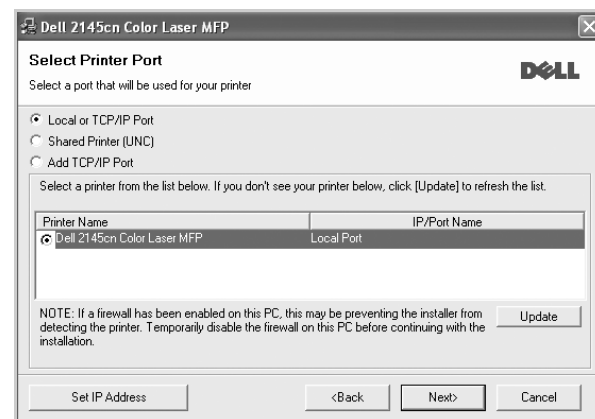 Dell 2145cn Color Laser MFP
Select Printer Port
Select a port that will be used for your printer
DELL
Local or TCP/IP Port
Shared Printer (UNC)
Add TCP/IP Port
Select a printer from the list below. If you don't see your printer below, click [Update] to refresh the list.
Printer Name IP/Port Name
Dell 2145cn Color Laser MFP Local Port
NOTE: If a firewall has been enabled on this PC, this may be preventing the installer from
detecting the printer. Temporarily disable the firewall on this PC before continuing with the
installation.
Update
Set IP Address <Back Next> Cancel